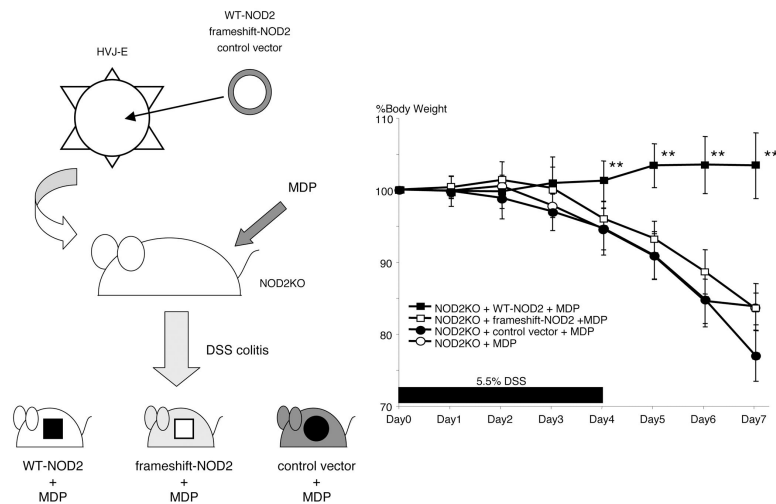 WT-NOD2
frameshift-NOD2
control vector
HVJ-E
MDP
NOD2KO
DSS colitis
WT-NOD2
+
MDP
frameshift-NOD2
+
MDP
control vector
+
MDP
%Body Weight
110
100
90
80
70
**
**
**
**
NOD2KO + WT-NOD2 + MDP
NOD2KO + frameshift-NOD2 +MDP
NOD2KO + control vector + MDP
NOD2KO + MDP
5.5% DSS
Day0 Day1 Day2 Day3 Day4 Day5 Day6 Day7